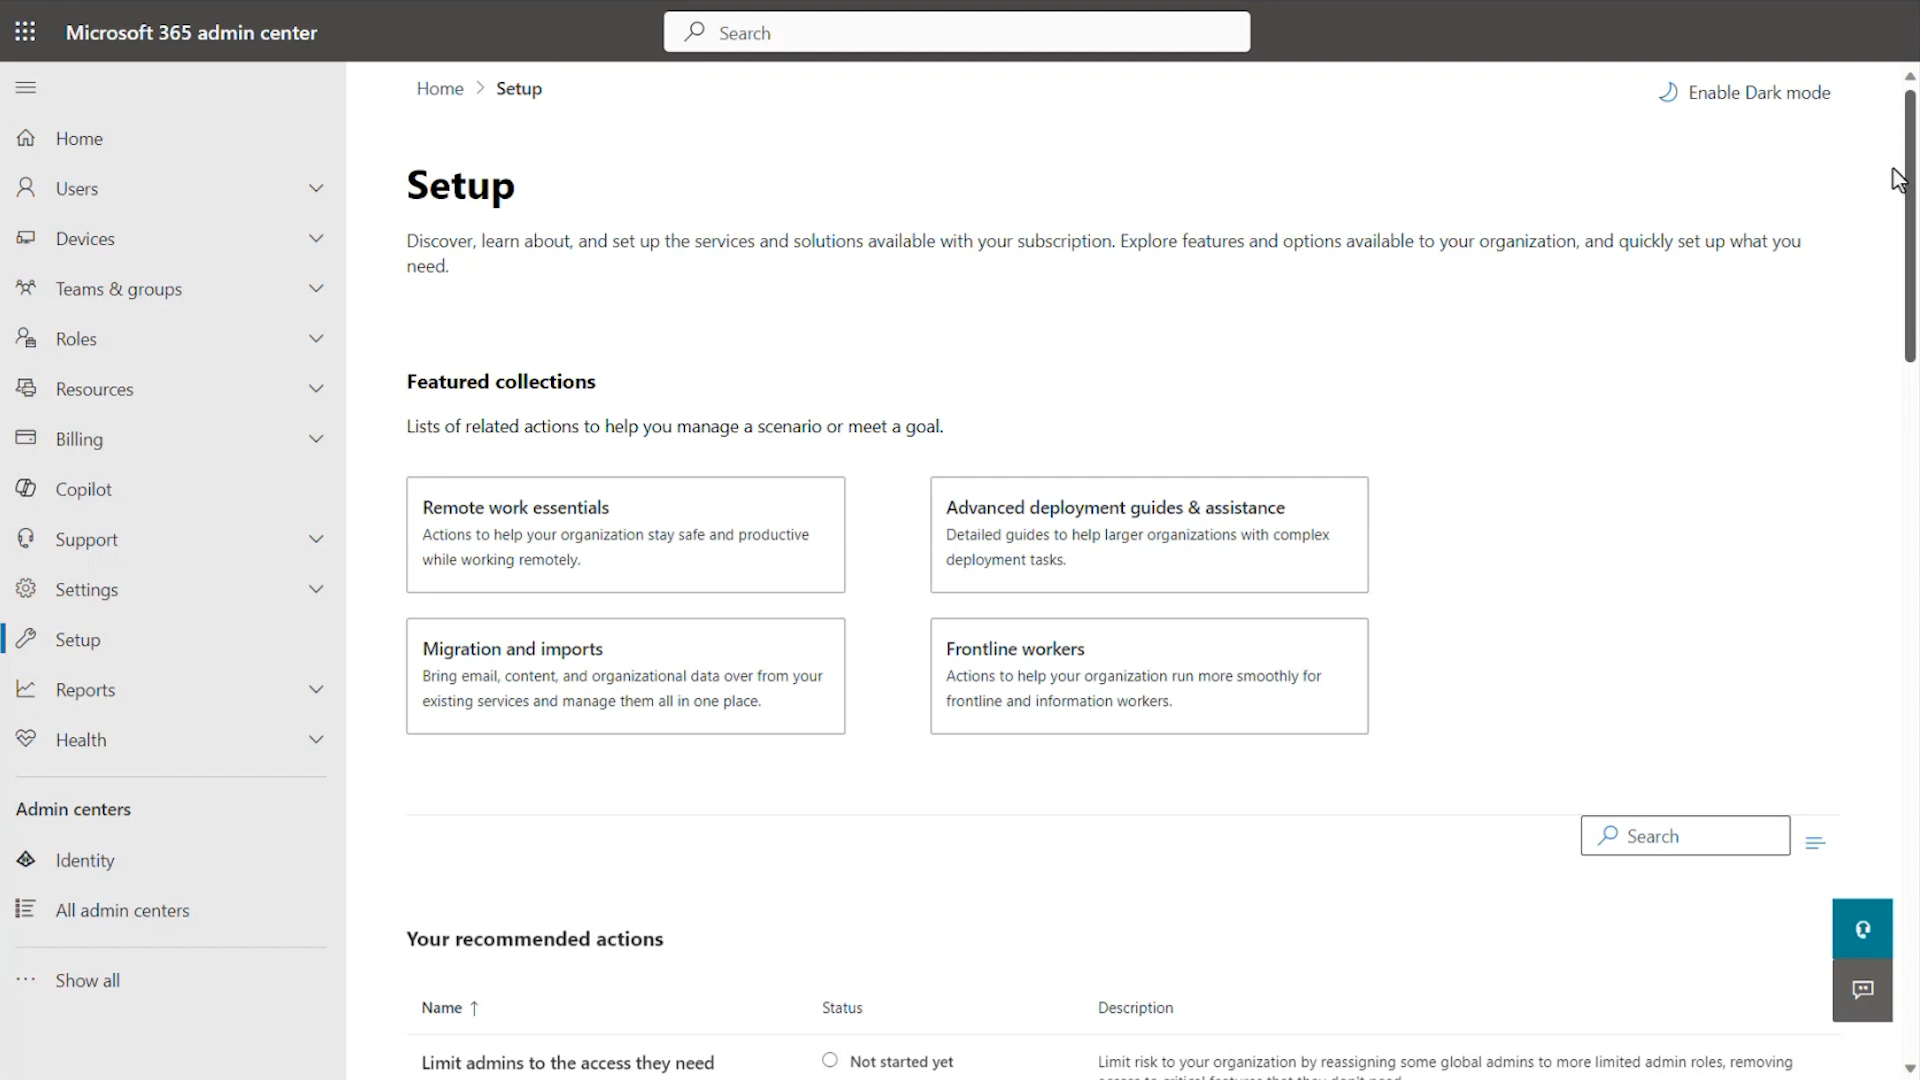 Microsoft 365 admin center
Search
Home > Setup
Enable Dark mode
Home
Users
Devices
Teams & groups
Roles
Resources
Billing
Copilot
Support
Settings
Setup
Reports
Health
Admin centers
Identity
All admin centers
... Show all
Setup
Discover, learn about, and set up the services and solutions available with your subscription. Explore features and options available to your organization, and quickly set up what you
need.
Featured collections
Lists of related actions to help you manage a scenario or meet a goal.
Remote work essentials
Actions to help your organization stay safe and productive
while working remotely.
Advanced deployment guides & assistance
Detailed guides to help larger organizations with complex
deployment tasks.
Migration and imports
Bring email, content, and organizational data over from your
existing services and manage them all in one place.
Frontline workers
Actions to help your organization run more smoothly for
frontline and information workers.
Search
Your recommended actions
Name ↑ Status Description
Limit admins to the access they need Not started yet Limit risk to your organization by reassigning some global admins to more limited admin roles, removing
access to critical features that they don't need